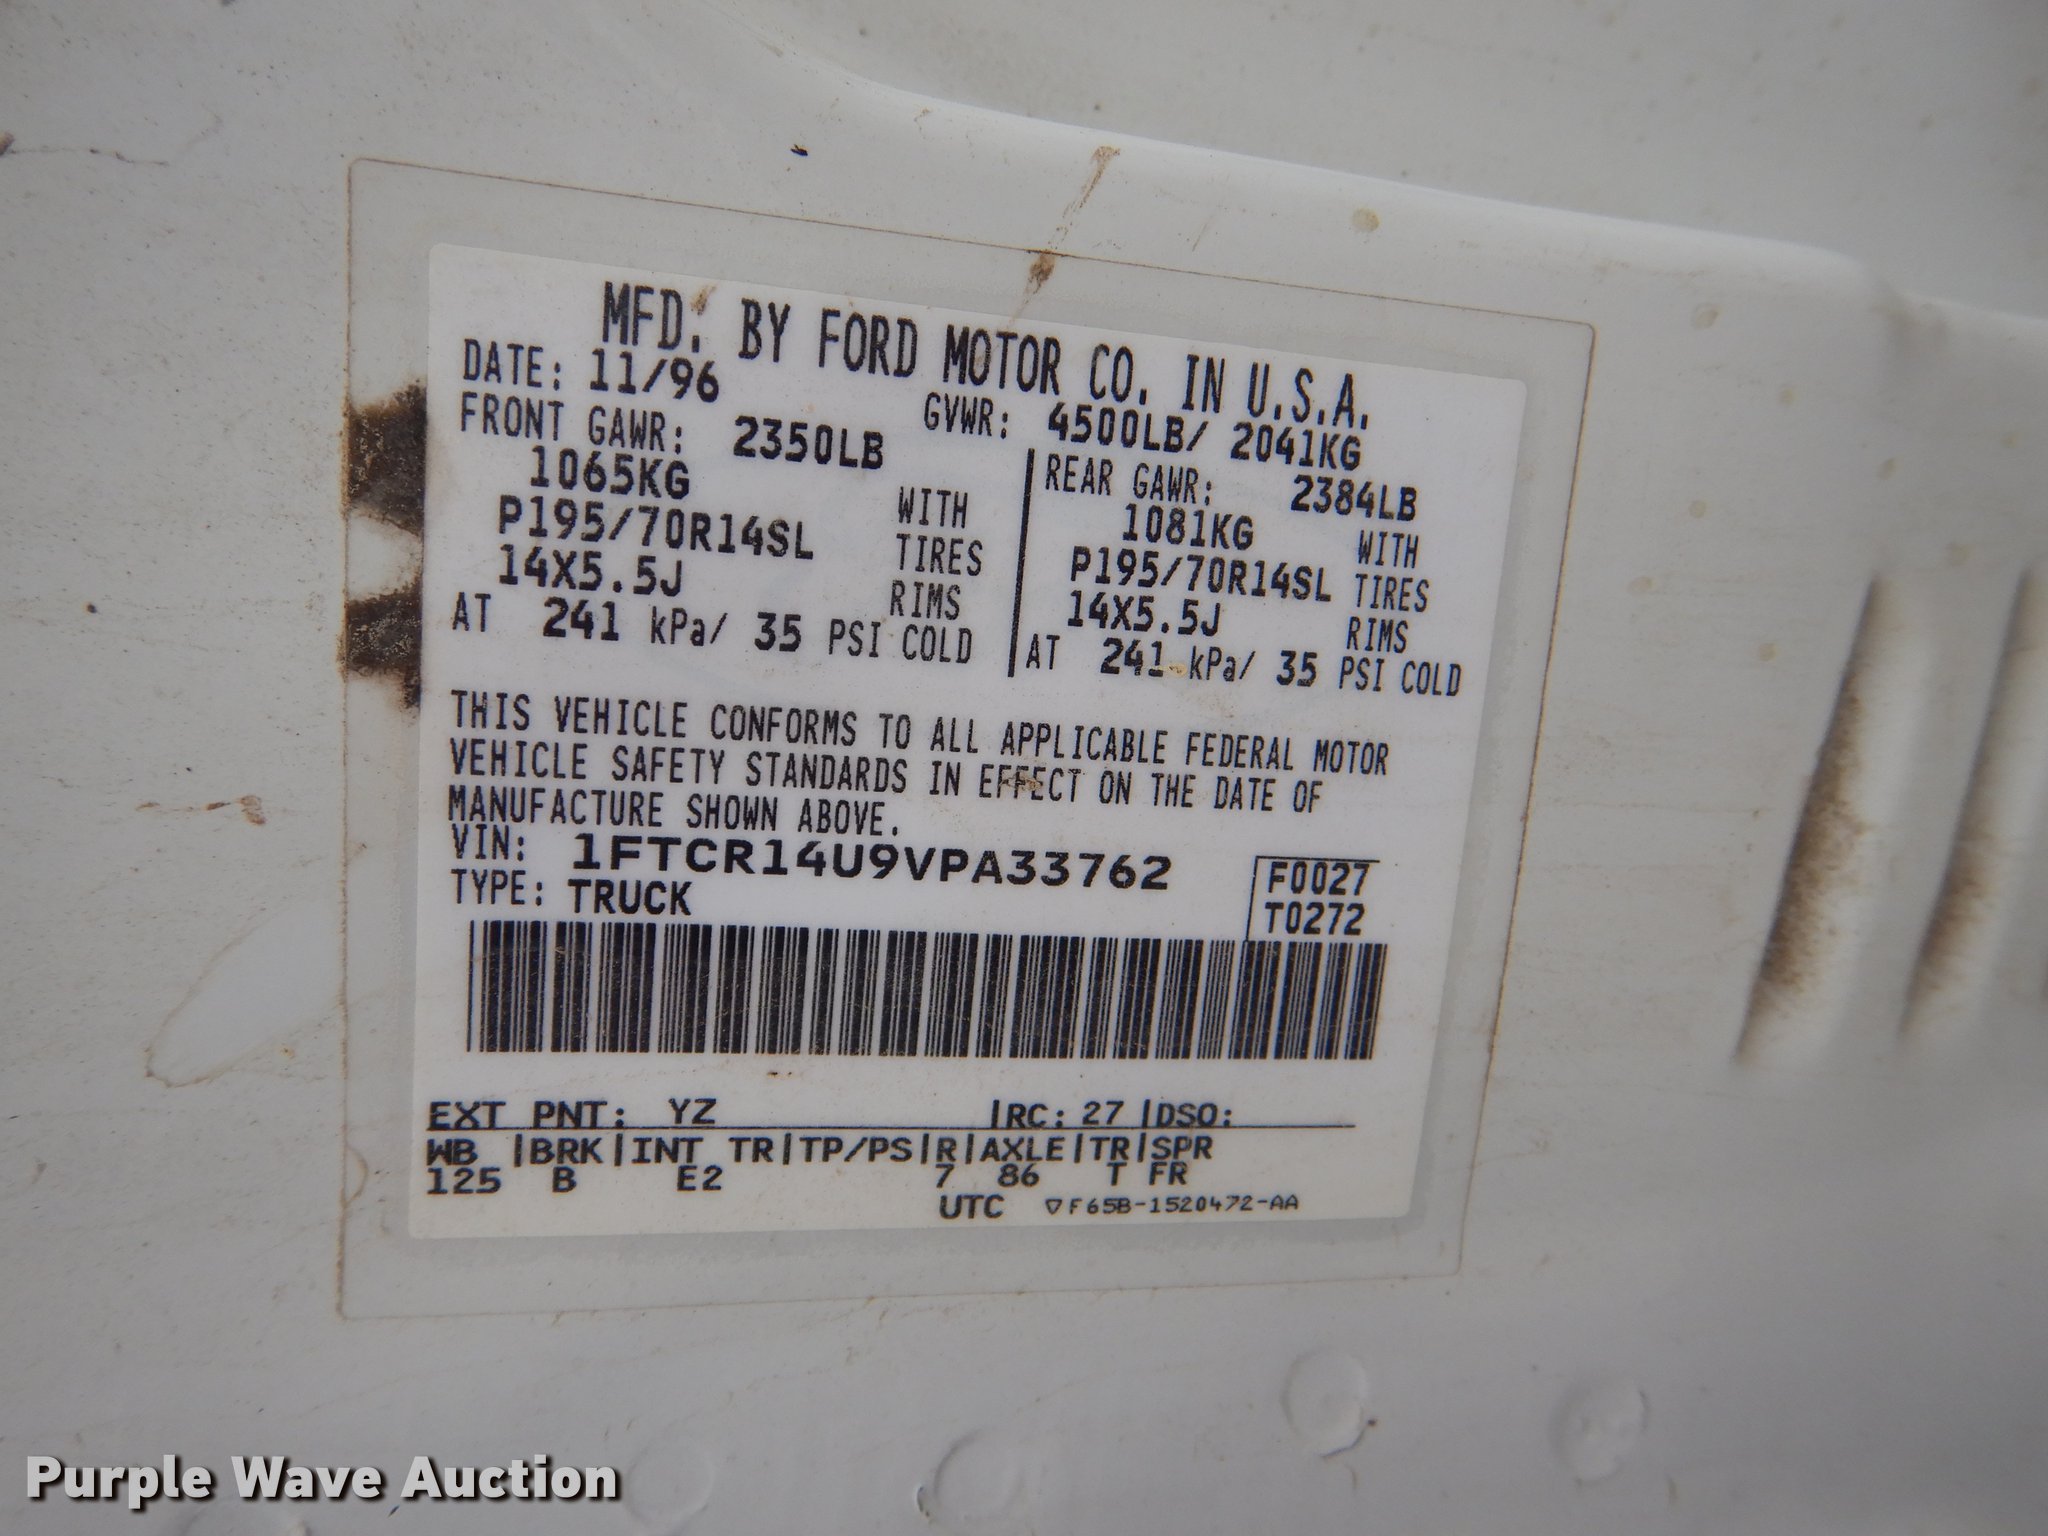 MFD. BY FORD MOTOR CO. IN U.S.A.
DATE: 11/96 GVWR: 4500LB/ 2041KG
FRONT GAWR: 2350LB
1065KG WITH
P195/70R14SL TIRES
14X5.5J RIMS
AT 241 kPa/ 35 PSI COLD
REAR GAWR: 2384LB
1081KG WITH
P195/70R14SL TIRES
14X5.5J RIMS
AT 241 kPa/ 35 PSI COLD
THIS VEHICLE CONFORMS TO ALL APPLICABLE FEDERAL MOTOR
VEHICLE SAFETY STANDARDS IN EFFECT ON THE DATE OF
MANUFACTURE SHOWN ABOVE.
VIN: 1FTCR14U9VPA33762
TYPE: TRUCK
F0027
T0272
EXT PNT: YZ |RC: 27 |DSO:
WB |BRK|INT TR|TP/PS|R|AXLE|TR|SPR
125 B E2 7 86 T FR
UTC ▽F65B-1520472-AA
Purple Wave Auction